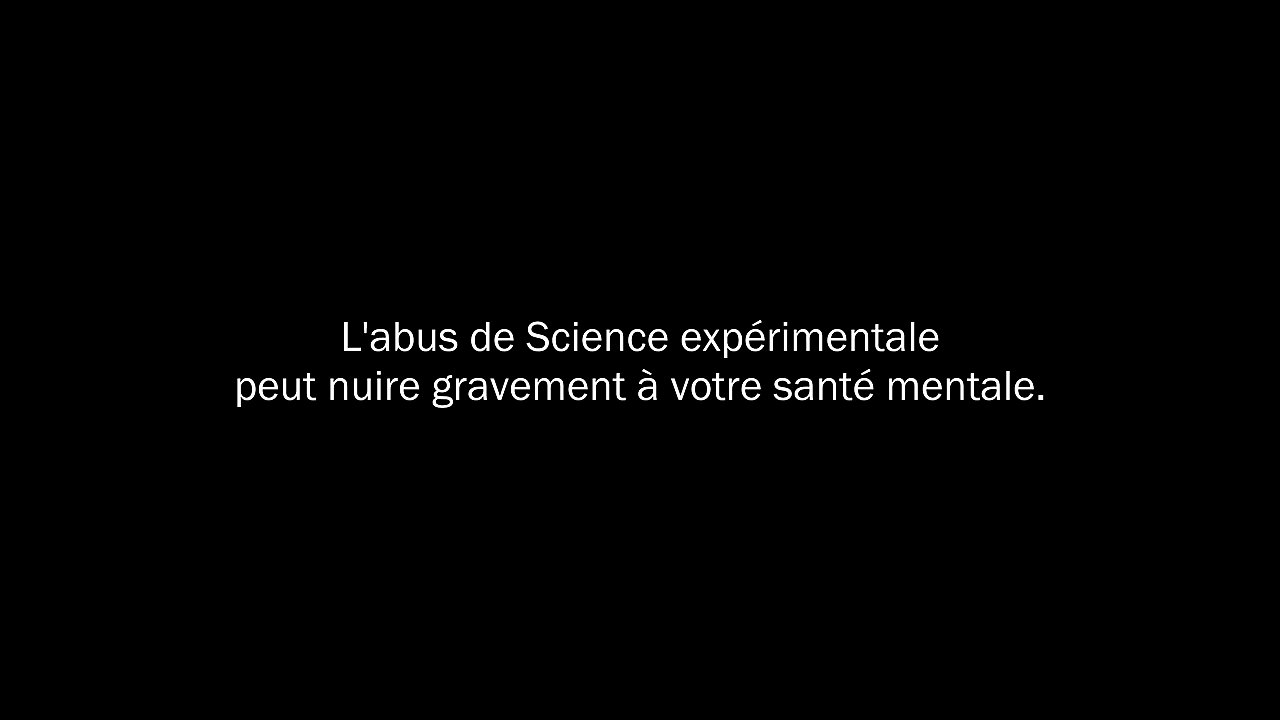 L'abus de Science expérimentale
peut nuire gravement à votre santé mentale.